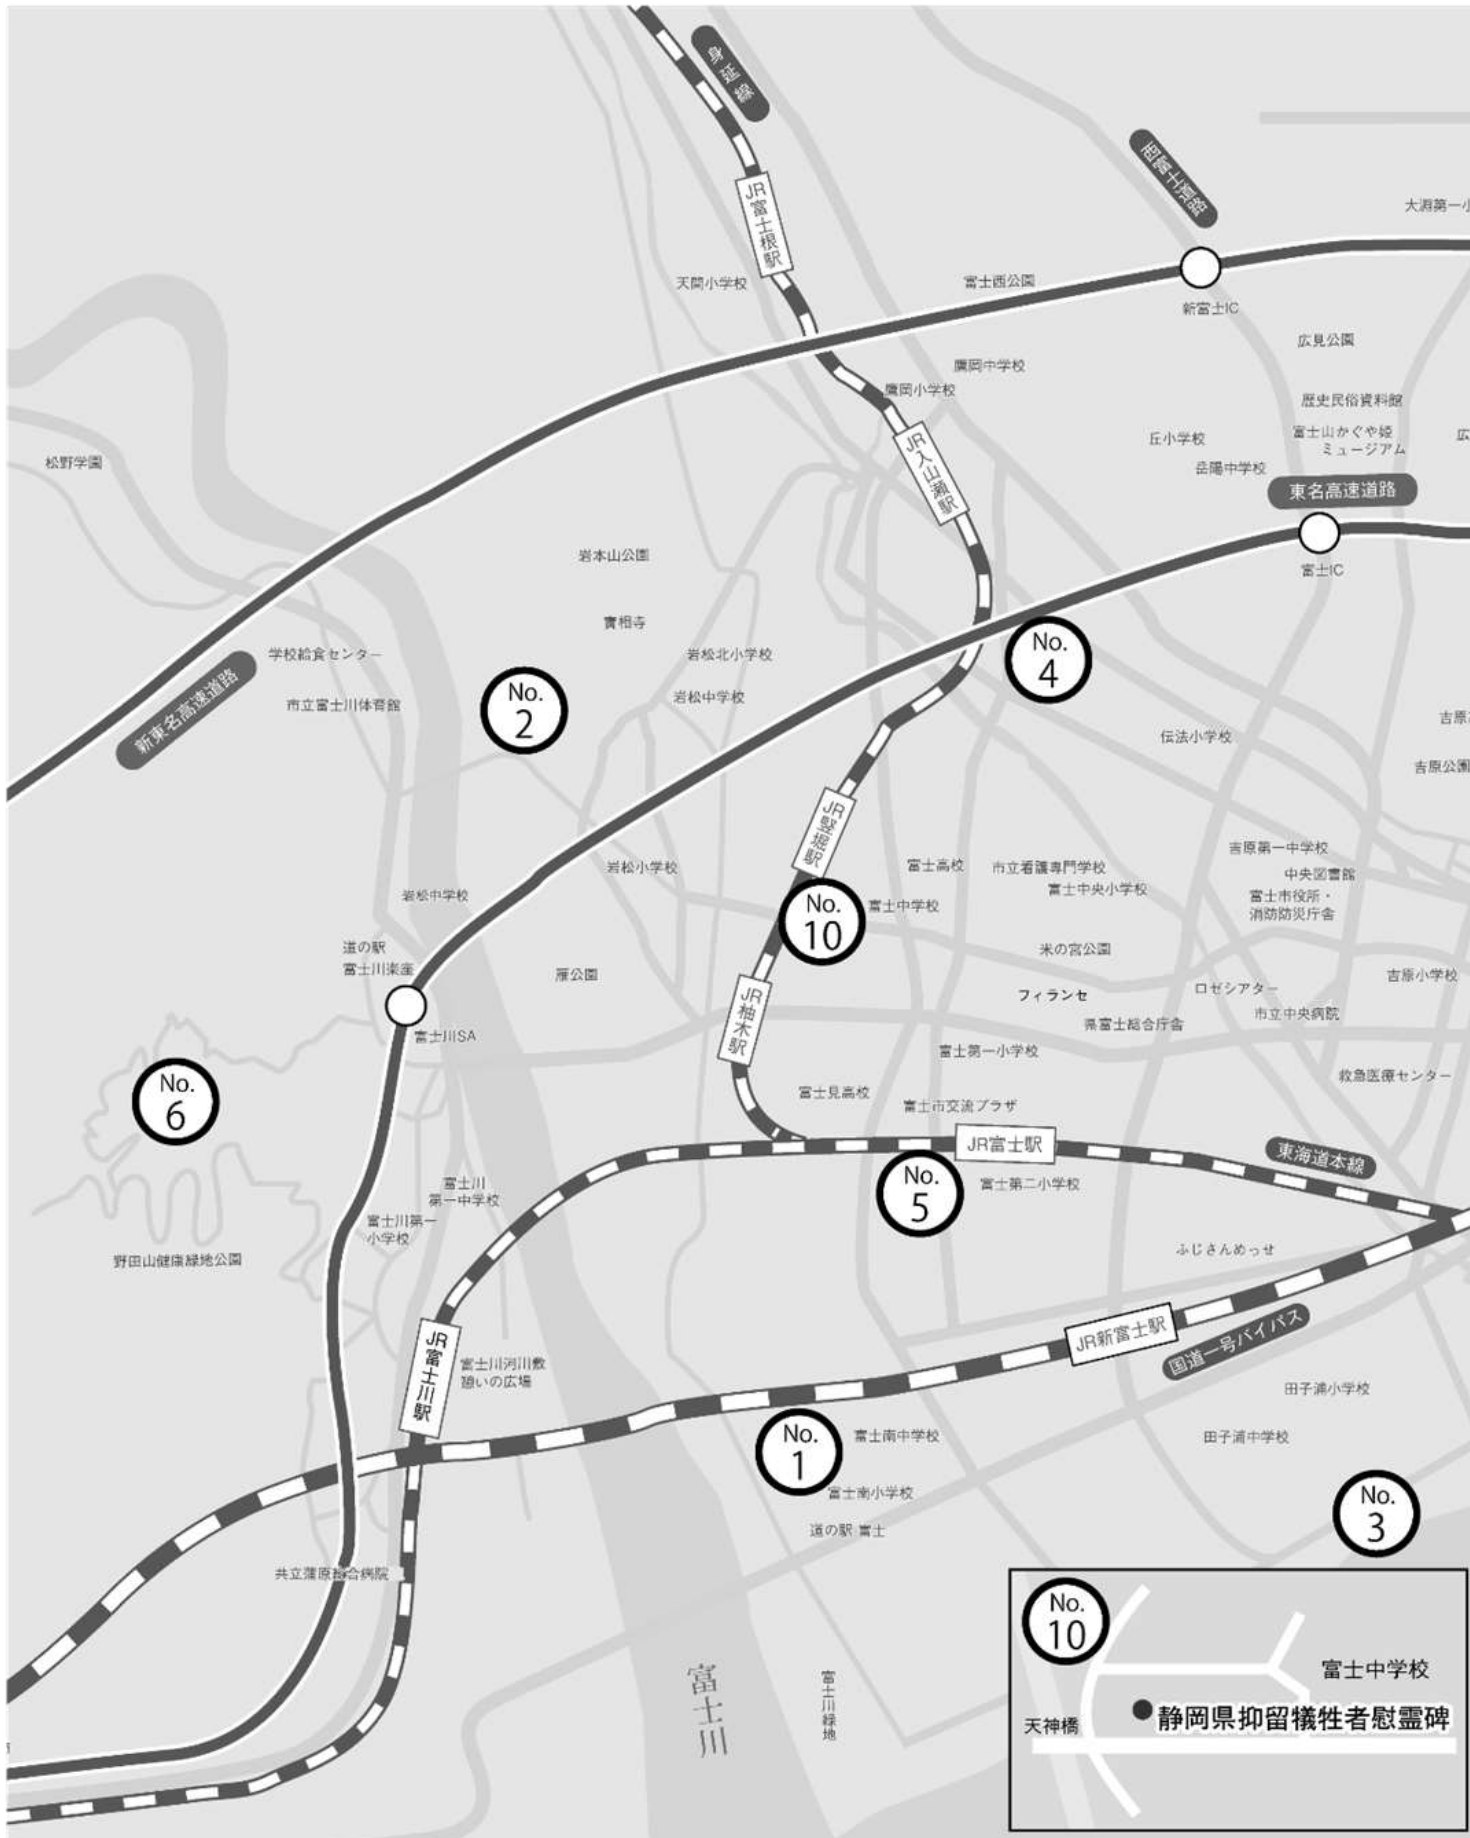 身延線
西富士道路
大淵第一小
JR富士根駅
天間小学校
富士西公園
新富士IC
広見公園
鷹岡中学校
鷹岡小学校
歴史民俗資料館
富士山かぐや姫
ミュージアム
広
丘小学校
岳陽中学校
JR入山瀬駅
松野学園
東名高速道路
富士IC
岩本山公園
實相寺
No.
4
学校給食センター
岩松北小学校
市立富士川体育館
No.
2
岩松中学校
新東名高速道路
伝法小学校
吉原
吉原公園
JR竪堀駅
岩松小学校
富士高校
市立看護専門学校
富士中央小学校
吉原第一中学校
中央図書館
富士市役所・
消防防災庁舎
岩松中学校
No.
10
富士中学校
道の駅
富士川楽座
雁公園
米の宮公園
フィランセ
ロゼシアター
吉原小学校
JR柚木駅
県富士総合庁舎
市立中央病院
富士川SA
富士第一小学校
救急医療センター
No.
6
富士見高校
富士市交流プラザ
JR富士駅
東海道本線
富士川
第一中学校
No.
5
富士第二小学校
富士川第一
小学校
野田山健康緑地公園
ふじさんめっせ
JR新富士駅
国道一号バイパス
JR富士川駅
富士川河川敷
憩いの広場
田子浦小学校
No.
1
富士南中学校
田子浦中学校
富士南小学校
No.
3
道の駅 富士
共立蒲原総合病院
富士川
富士川緑地
No.
10
富士中学校
天神橋
静岡県抑留犠牲者慰霊碑